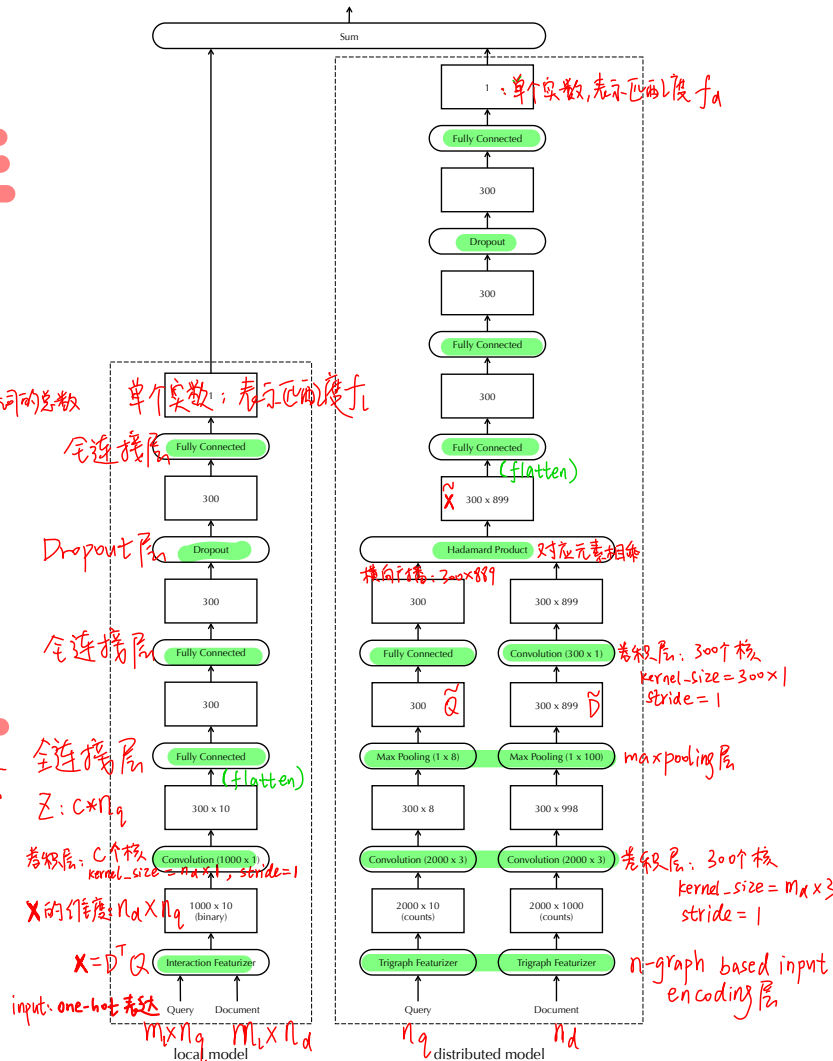 Sum
1
:单个实数,表示匹配度 fd
Fully Connected
300
Dropout
300
Fully Connected
300
Fully Connected
(flatten)
X̃ 300 x 899
Hadamard Product 对应元素相乘
横向广播:300×889
300
300 x 899
Fully Connected
Convolution (300 x 1)
卷积层:300个核
kernel_size=300×1
stride=1
300 Q̃
300 x 899 D̃
Max Pooling (1 x 8)
Max Pooling (1 x 100)
maxpooling层
300 x 8
300 x 998
Convolution (2000 x 3)
Convolution (2000 x 3)
卷积层:300个核
kernel_size=md×3
stride=1
2000 x 10
(counts)
2000 x 1000
(counts)
Trigraph Featurizer
Trigraph Featurizer
n-graph based input
encoding层
Query
Document
nq
nd
distributed model
词的总数
单个实数;表示匹配度fl
1
全连接层
Fully Connected
300
Dropout层
Dropout
300
全连接层
Fully Connected
300
全连接层
Fully Connected
(flatten)
Z:C*nq
300 x 10
卷积层:C个核
Convolution (1000 x 1)
kernel_size=nd×1, stride=1
X的维度:nd×nq
1000 x 10
(binary)
X=DᵀQ
Interaction Featurizer
input:one-hot表达
Query
Document
ml×nq
ml×nd
local model